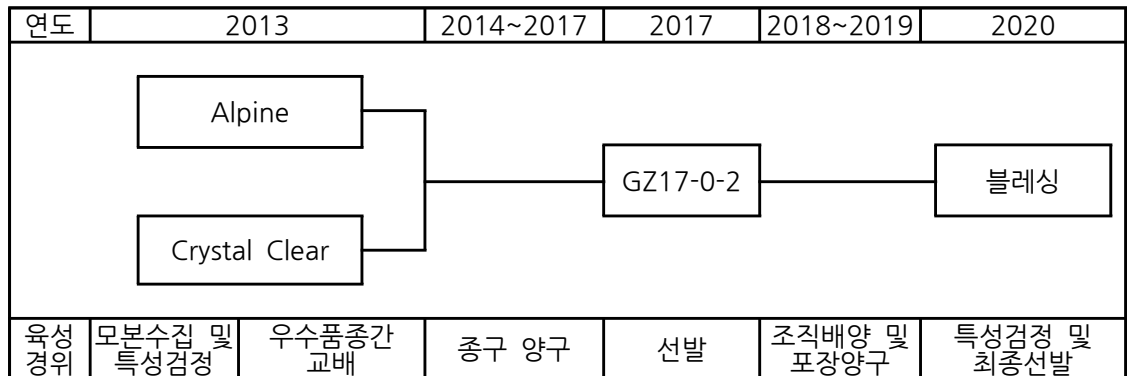 연도 2013 2014~2017 2017 2018~2019 2020
Alpine
GZ17-0-2 블레싱
Crystal Clear
육성 모본수집 및 우수품종간 종구 양구 선발 조직배양 및 특성검정 및
경위 특성검정 교배 포장양구 최종선발